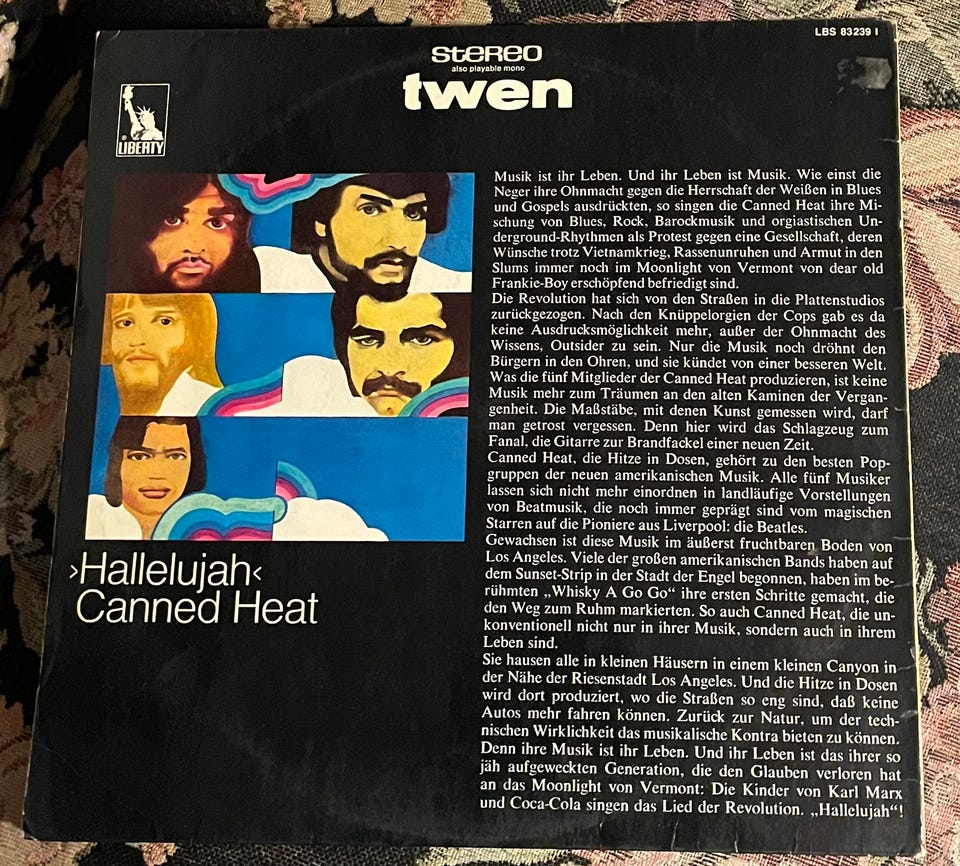 LBS 83239 I
stereo
also playable mono
twen
® LIBERTY
Musik ist ihr Leben. Und ihr Leben ist Musik. Wie einst die
Neger ihre Ohnmacht gegen die Herrschaft der Weißen in Blues
und Gospels ausdrückten, so singen die Canned Heat ihre Mi-
schung von Blues, Rock, Barockmusik und orgiastischen Un-
derground-Rhythmen als Protest gegen eine Gesellschaft, deren
Wünsche trotz Vietnamkrieg, Rassenunruhen und Armut in den
Slums immer noch im Moonlight von Vermont von dear old
Frankie-Boy erschöpfend befriedigt sind.
Die Revolution hat sich von den Straßen in die Plattenstudios
zurückgezogen. Nach den Knüppelorgien der Cops gab es da
keine Ausdrucksmöglichkeit mehr, außer der Ohnmacht des
Wissens, Outsider zu sein. Nur die Musik noch dröhnt den
Bürgern in den Ohren, und sie kündet von einer besseren Welt.
Was die fünf Mitglieder der Canned Heat produzieren, ist keine
Musik mehr zum Träumen an den alten Kaminen der Vergan-
genheit. Die Maßstäbe, mit denen Kunst gemessen wird, darf
man getrost vergessen. Denn hier wird das Schlagzeug zum
Fanal, die Gitarre zur Brandfackel einer neuen Zeit.
Canned Heat, die Hitze in Dosen, gehört zu den besten Pop-
gruppen der neuen amerikanischen Musik. Alle fünf Musiker
lassen sich nicht mehr einordnen in landläufige Vorstellungen
von Beatmusik, die noch immer geprägt sind vom magischen
Starren auf die Pioniere aus Liverpool: die Beatles.
Gewachsen ist diese Musik im äußerst fruchtbaren Boden von
Los Angeles. Viele der großen amerikanischen Bands haben auf
dem Sunset-Strip in der Stadt der Engel begonnen, haben im be-
rühmten „Whisky A Go Go“ ihre ersten Schritte gemacht, die
den Weg zum Ruhm markierten. So auch Canned Heat, die un-
konventionell nicht nur in ihrer Musik, sondern auch in ihrem
Leben sind.
Sie hausen alle in kleinen Häusern in einem kleinen Canyon in
der Nähe der Riesenstadt Los Angeles. Und die Hitze in Dosen
wird dort produziert, wo die Straßen so eng sind, daß keine
Autos mehr fahren können. Zurück zur Natur, um der tech-
nischen Wirklichkeit das musikalische Kontra bieten zu können.
Denn ihre Musik ist ihr Leben. Und ihr Leben ist das ihrer so
jäh aufgeweckten Generation, die den Glauben verloren hat
an das Moonlight von Vermont: Die Kinder von Karl Marx
und Coca-Cola singen das Lied der Revolution. „Hallelujah“!
›Hallelujah‹
Canned Heat